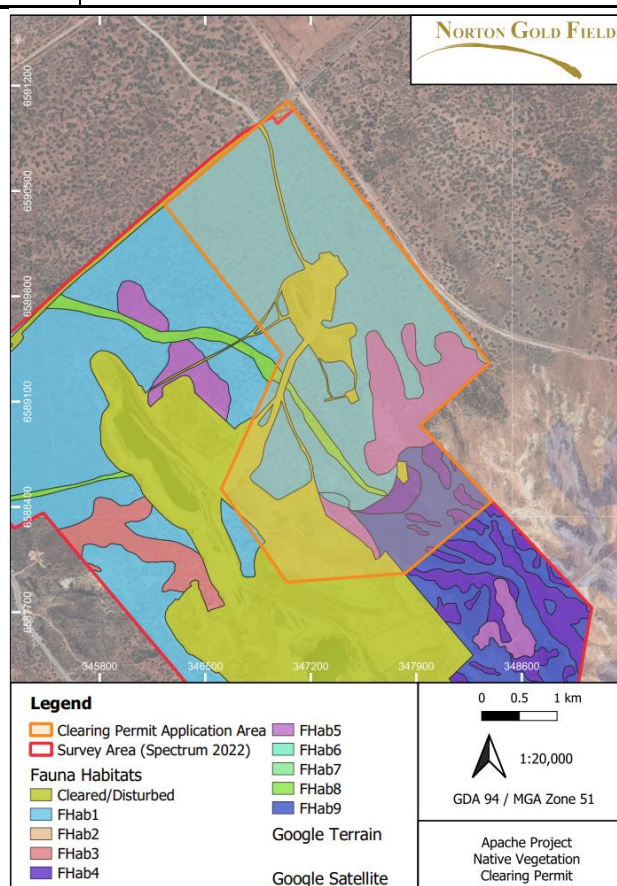 NORTON GOLD FIELD
6591200
6590500
6589800
6589100
6588400
6587700
345800
346500
347200
347900
348600
Legend
Clearing Permit Application Area
Survey Area (Spectrum 2022)
Fauna Habitats
Cleared/Disturbed
FHab1
FHab2
FHab3
FHab4
FHab5
FHab6
FHab7
FHab8
FHab9
Google Terrain
Google Satellite
0 0.5 1 km
1:20,000
GDA 94 / MGA Zone 51
Apache Project
Native Vegetation
Clearing Permit